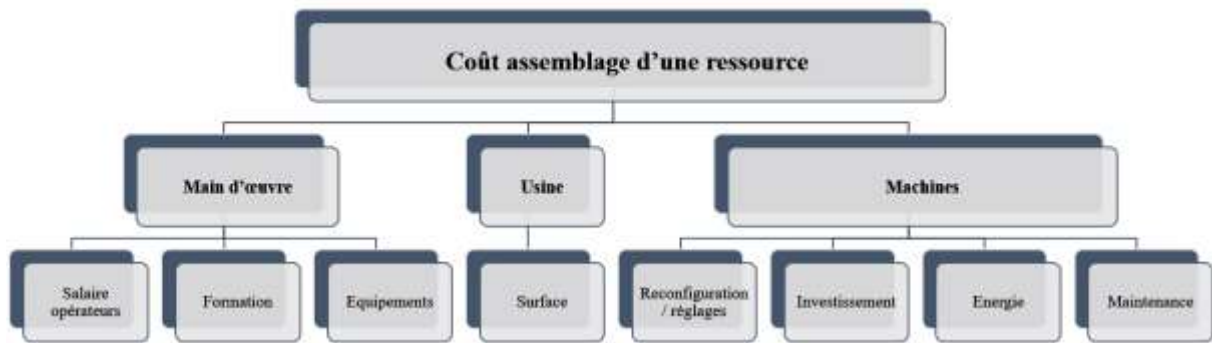 Coût assemblage d’une ressource
Main d’œuvre
Usine
Machines
Salaire
opérateurs
Formation
Equipements
Surface
Reconfiguration
/ réglages
Investissement
Energie
Maintenance